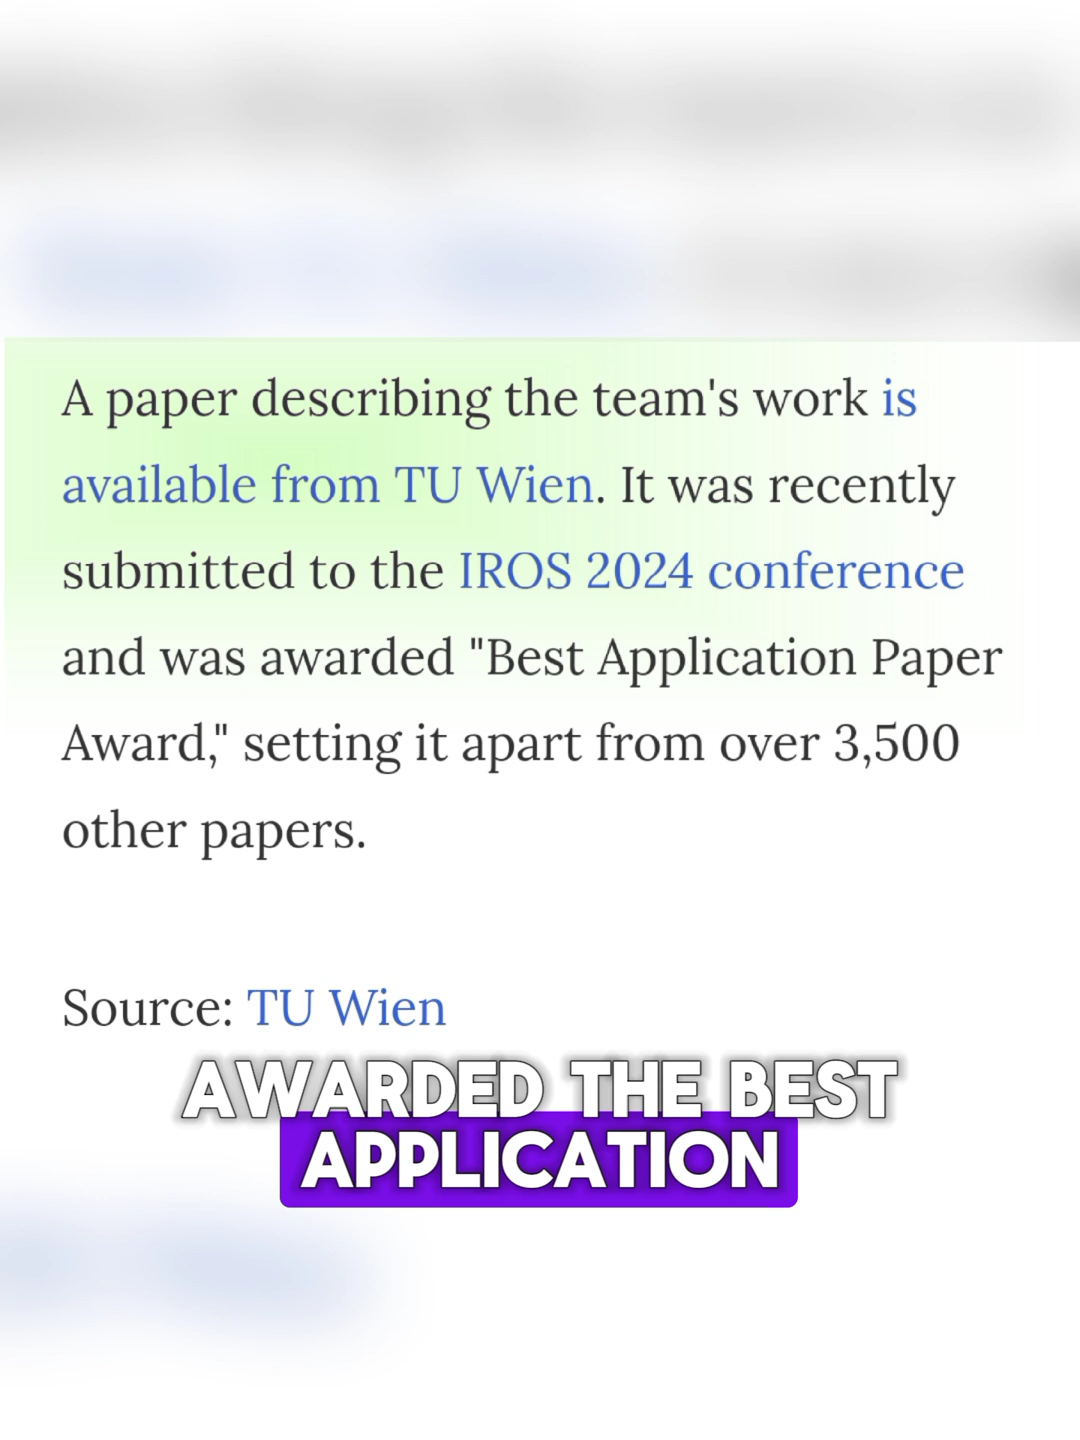 A paper describing the team's work is
available from TU Wien. It was recently
submitted to the IROS 2024 conference
and was awarded "Best Application Paper
Award," setting it apart from over 3,500
other papers.
Source: TU Wien
AWARDED THE BEST
APPLICATION